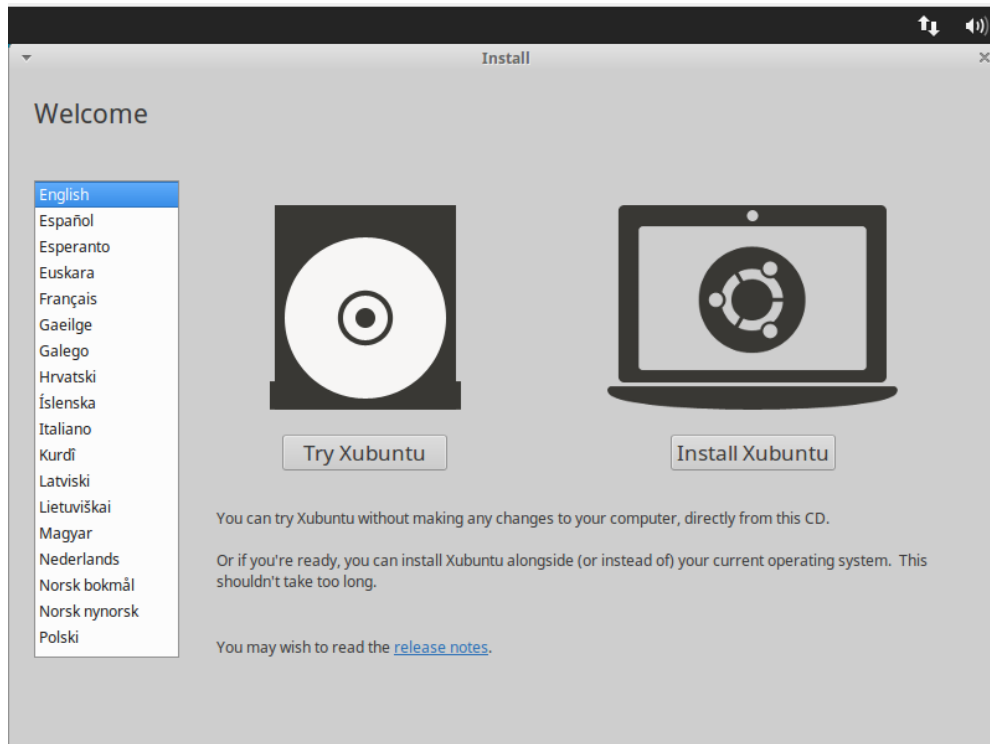 Install
Welcome
English
Español
Esperanto
Euskara
Français
Gaeilge
Galego
Hrvatski
Íslenska
Italiano
Kurdî
Latviski
Lietuviškai
Magyar
Nederlands
Norsk bokmål
Norsk nynorsk
Polski
Try Xubuntu
Install Xubuntu
You can try Xubuntu without making any changes to your computer, directly from this CD.
Or if you're ready, you can install Xubuntu alongside (or instead of) your current operating system. This
shouldn't take too long.
You may wish to read the release notes.